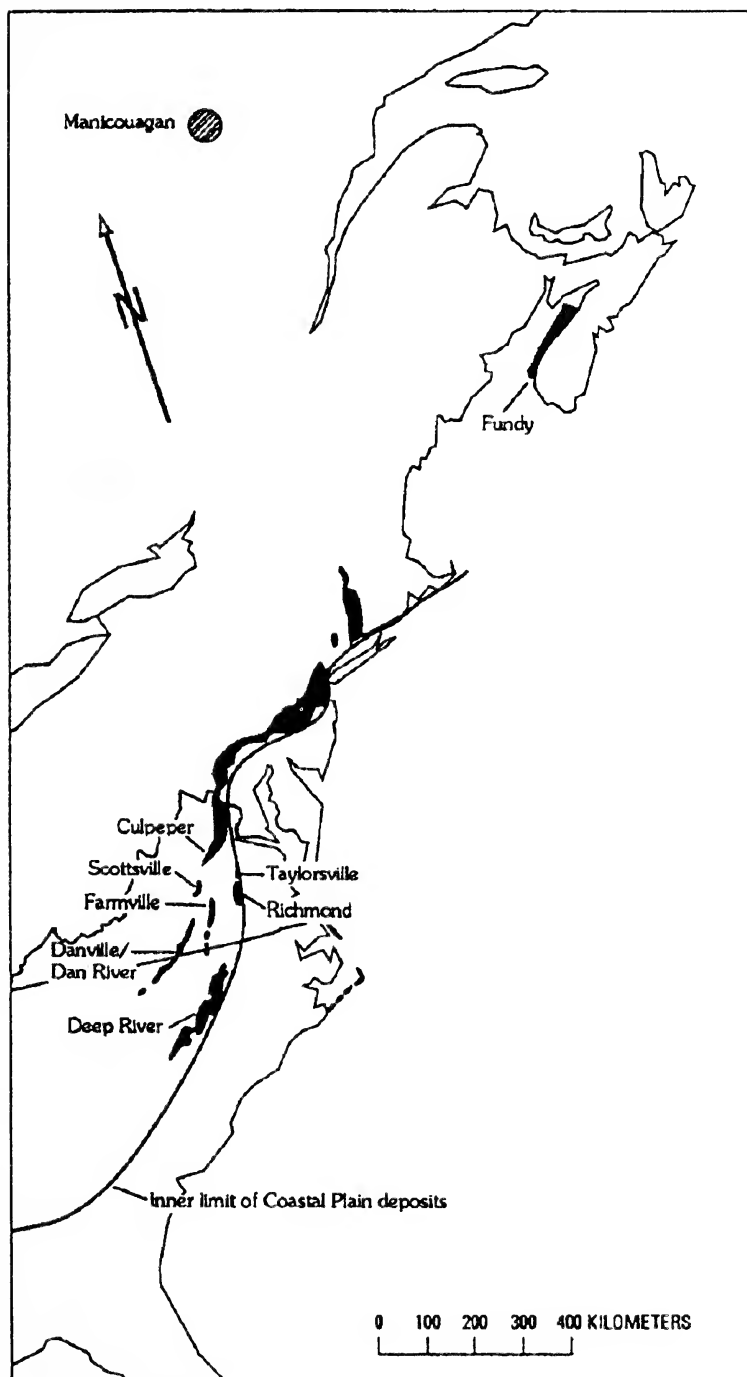 Manicouagan
N
Fundy
Culpeper
Scottsville
Taylorsville
Farmville
Richmond
Danville/
Dan River
Deep River
Inner limit of Coastal Plain deposits
0 100 200 300 400 KILOMETERS